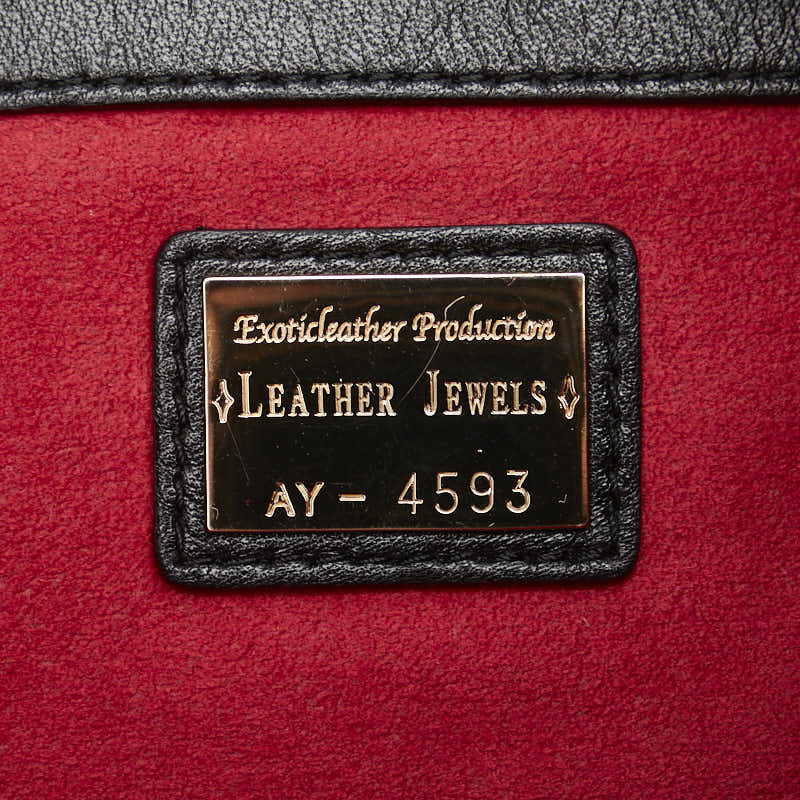 Exoticleather Production
LEATHER JEWELS
AY - 4593